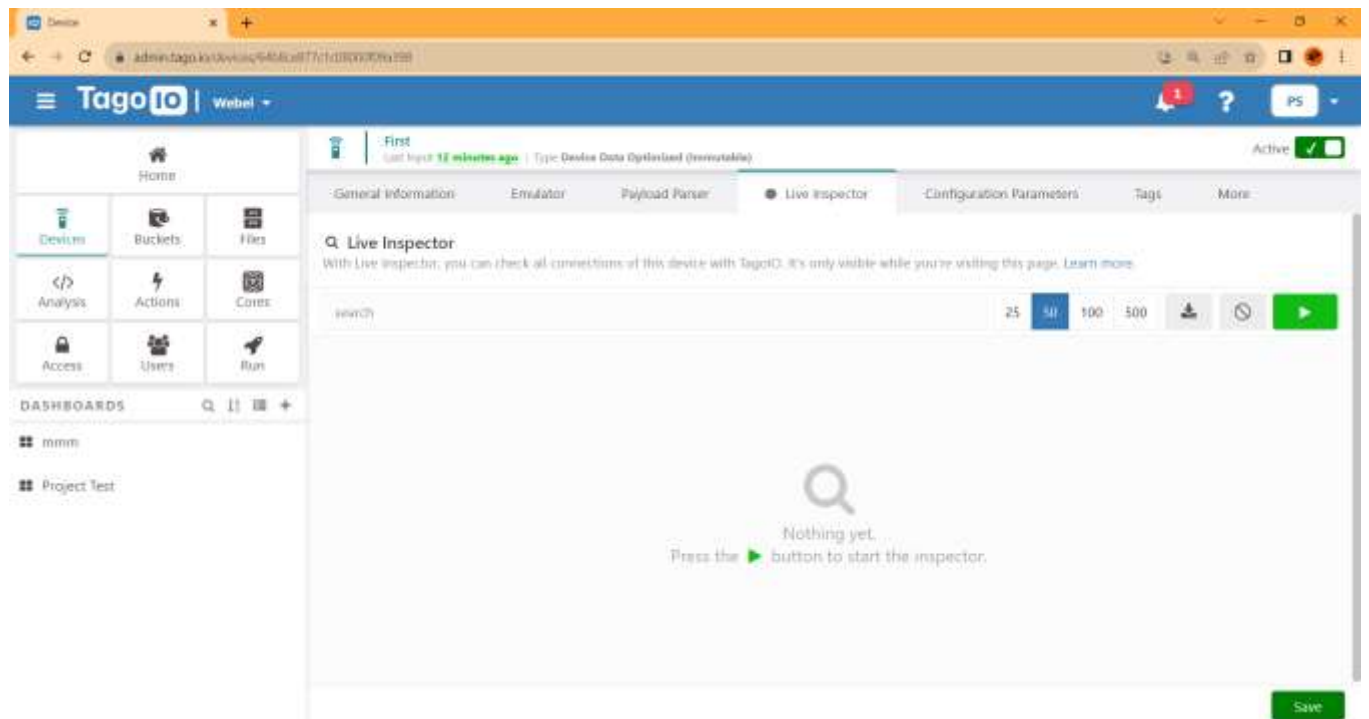 Device
admin.tago.io/devices/
TagoIO | Webel
1
?
PS
Home
Devices
Buckets
Files
</>
Analysis
Actions
Cores
Access
Users
Run
DASHBOARDS
mmm
Project Test
First
Last Input 12 minutes ago | Type Device Data Optimized (Immutable)
Active
General Information
Emulator
Payload Parser
Live Inspector
Configuration Parameters
Tags
More
Live Inspector
With Live Inspector, you can check all connections of this device with TagoIO. It's only visible while you're visiting this page. Learn more.
search
25 50 100 500
Nothing yet.
Press the ▶ button to start the inspector.
Save